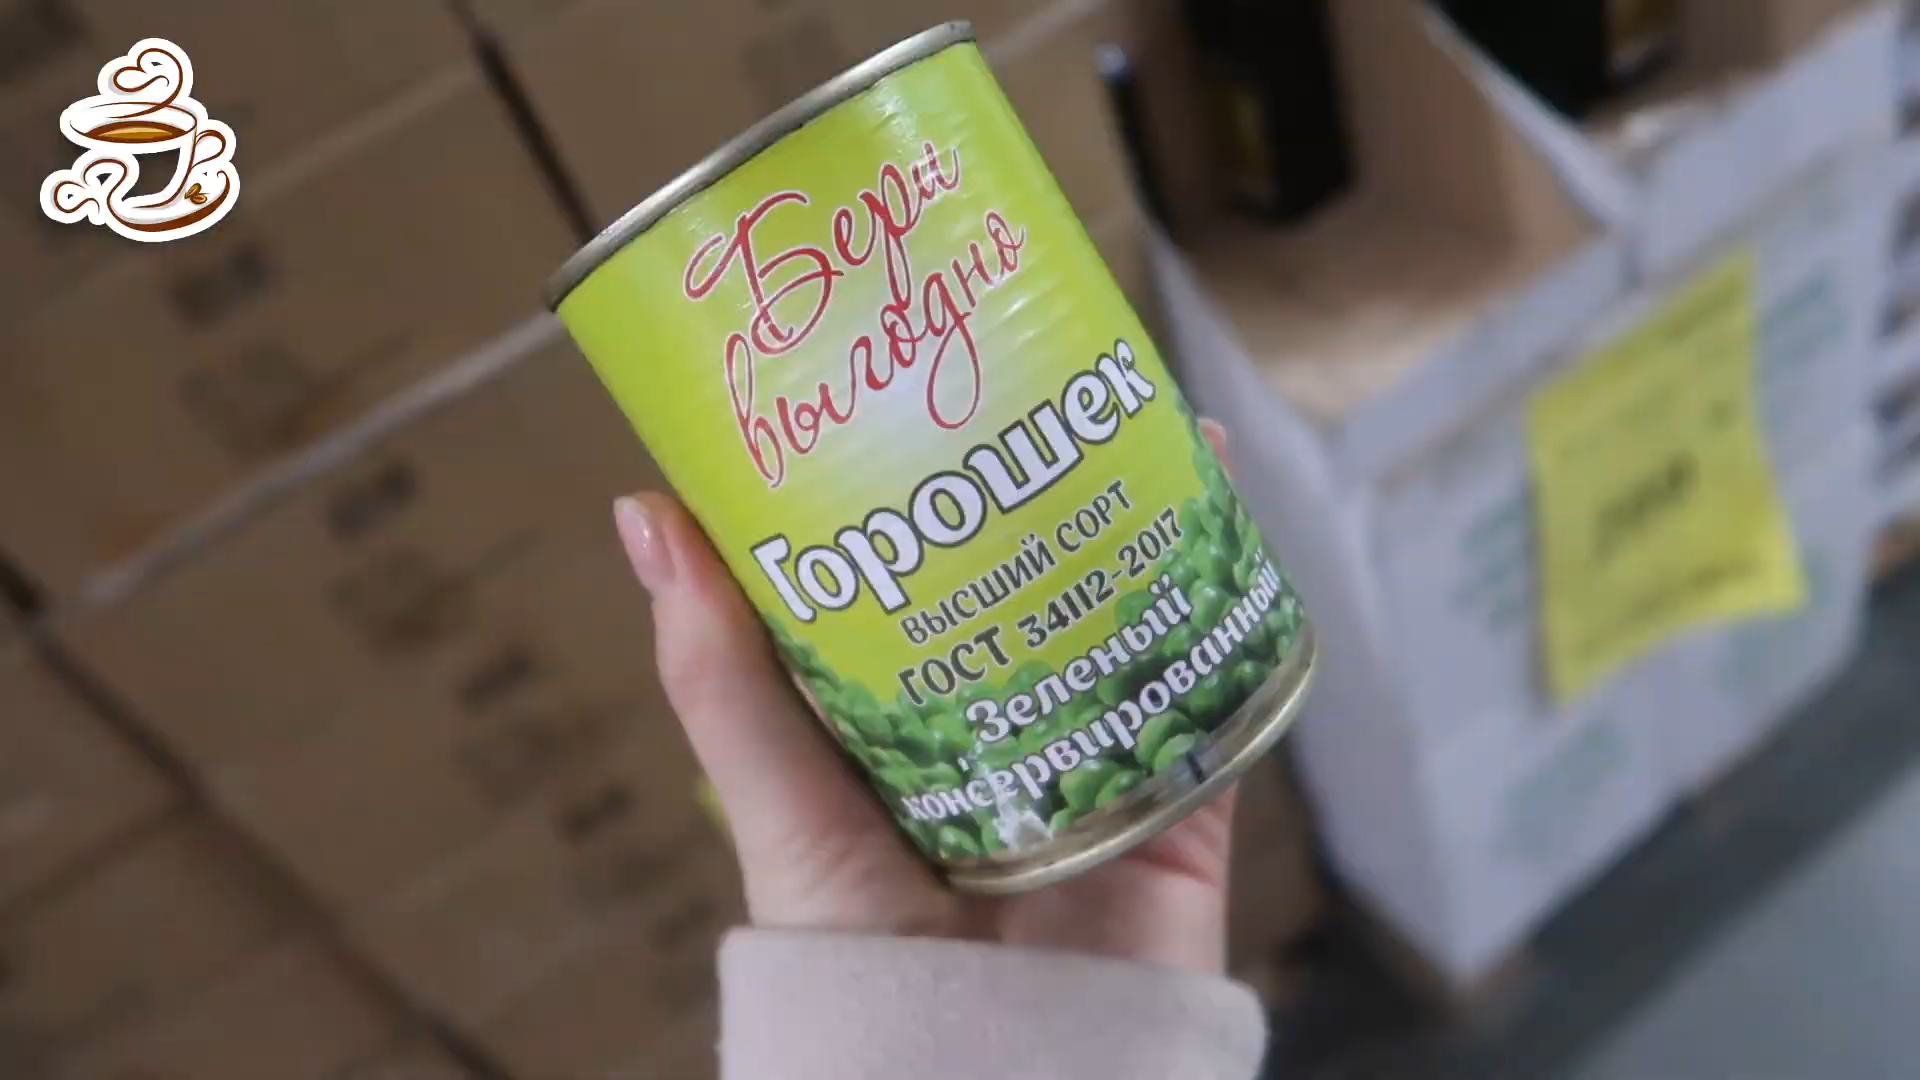 Бери
выгодно
Горошек
ВЫСШИЙ СОРТ
ГОСТ 34112-2017
Зеленый
консервированный